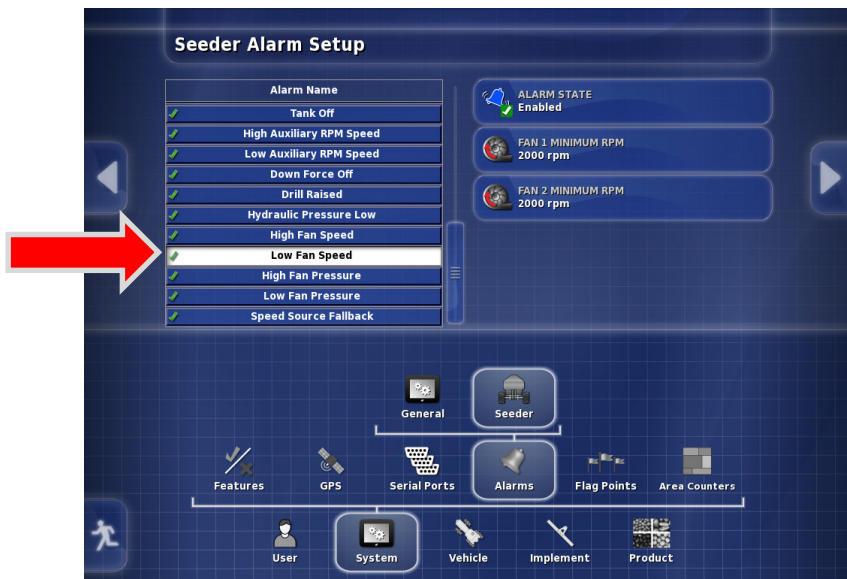 Seeder Alarm Setup
Alarm Name
Tank Off
High Auxiliary RPM Speed
Low Auxiliary RPM Speed
Down Force Off
Drill Raised
Hydraulic Pressure Low
High Fan Speed
Low Fan Speed
High Fan Pressure
Low Fan Pressure
Speed Source Fallback
ALARM STATE
Enabled
FAN 1 MINIMUM RPM
2000 rpm
FAN 2 MINIMUM RPM
2000 rpm
General Seeder
Features GPS Serial Ports Alarms Flag Points Area Counters
User System Vehicle Implement Product